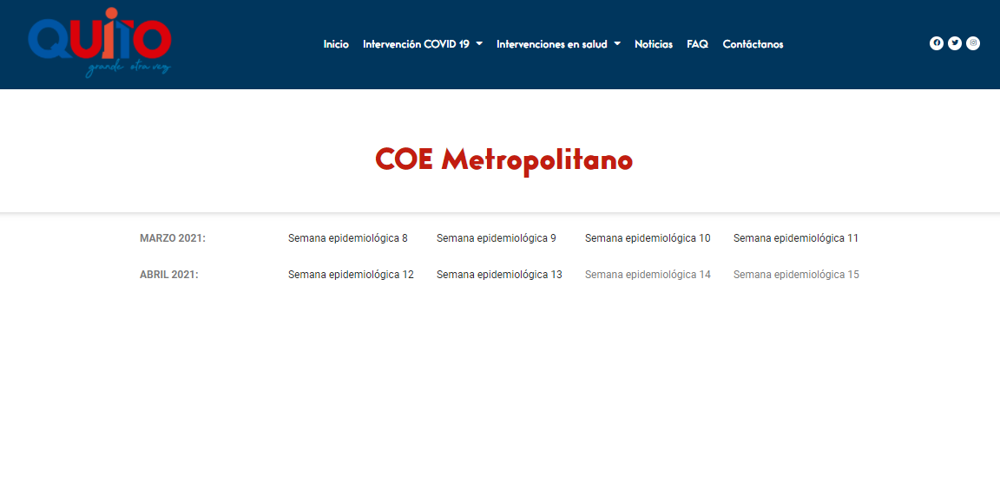 QUITO
grande otra vez
Inicio Intervención COVID 19 Intervenciones en salud Noticias FAQ Contáctanos
COE Metropolitano
MARZO 2021: Semana epidemiológica 8 Semana epidemiológica 9 Semana epidemiológica 10 Semana epidemiológica 11
ABRIL 2021: Semana epidemiológica 12 Semana epidemiológica 13 Semana epidemiológica 14 Semana epidemiológica 15